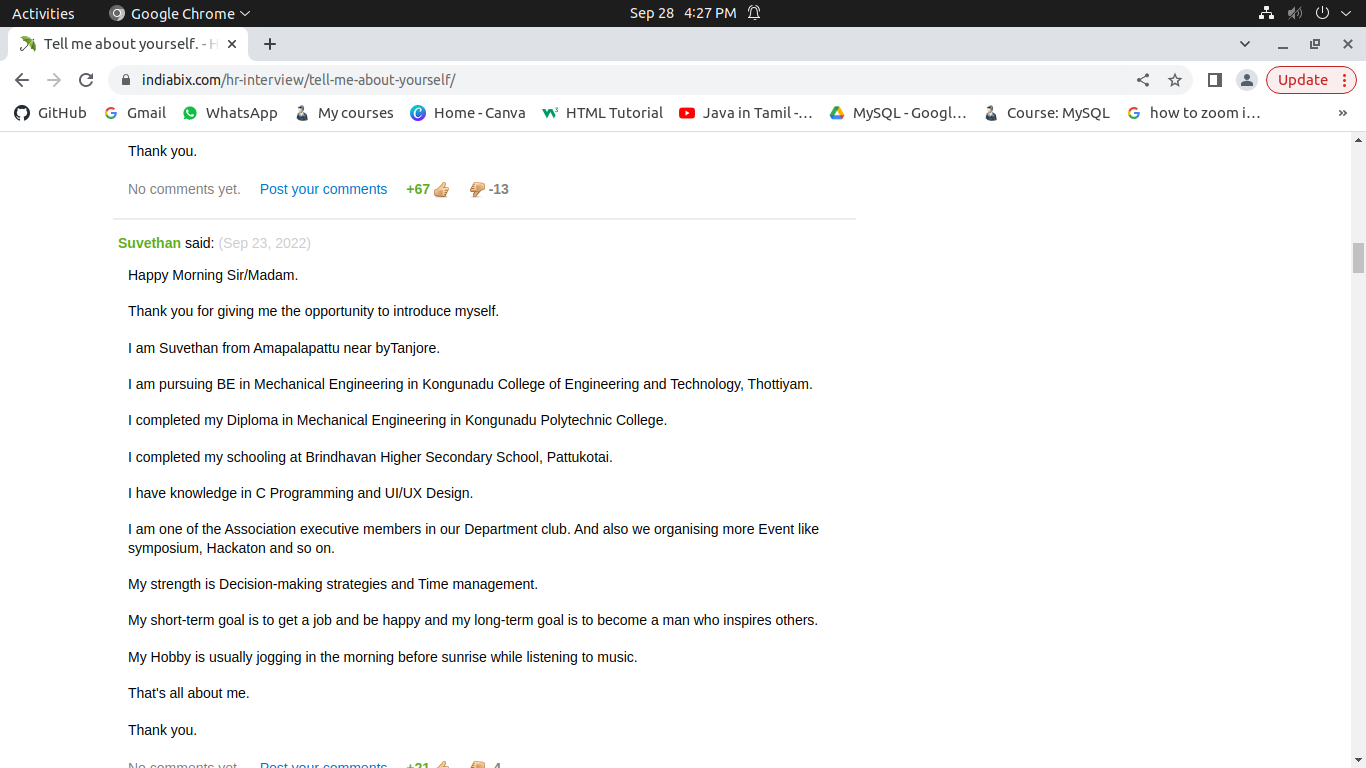 Activities Google Chrome Sep 28 4:27 PM
Tell me about yourself. - H
indiabix.com/hr-interview/tell-me-about-yourself/ Update
GitHub Gmail WhatsApp My courses Home - Canva HTML Tutorial Java in Tamil -… MySQL - Googl… Course: MySQL how to zoom i… »
Thank you.
No comments yet. Post your comments +67 -13
Suvethan said: (Sep 23, 2022)
Happy Morning Sir/Madam.
Thank you for giving me the opportunity to introduce myself.
I am Suvethan from Amapalapattu near byTanjore.
I am pursuing BE in Mechanical Engineering in Kongunadu College of Engineering and Technology, Thottiyam.
I completed my Diploma in Mechanical Engineering in Kongunadu Polytechnic College.
I completed my schooling at Brindhavan Higher Secondary School, Pattukotai.
I have knowledge in C Programming and UI/UX Design.
I am one of the Association executive members in our Department club. And also we organising more Event like
symposium, Hackaton and so on.
My strength is Decision-making strategies and Time management.
My short-term goal is to get a job and be happy and my long-term goal is to become a man who inspires others.
My Hobby is usually jogging in the morning before sunrise while listening to music.
That's all about me.
Thank you.
No comments yet. Post your comments +21 -4